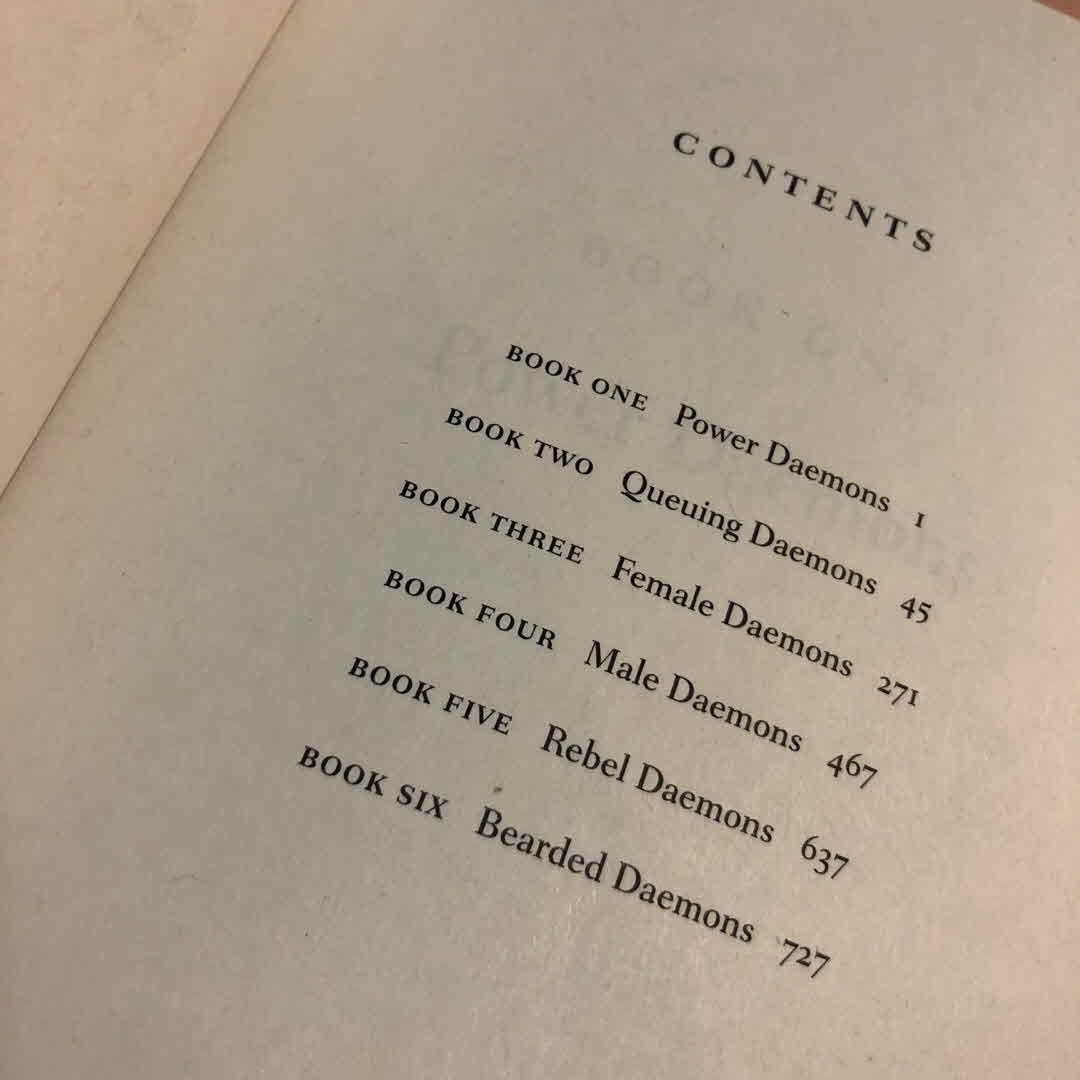 CONTENTS
BOOK ONE Power Daemons 1
BOOK TWO Queuing Daemons 45
BOOK THREE Female Daemons 271
BOOK FOUR Male Daemons 467
BOOK FIVE Rebel Daemons 637
BOOK SIX Bearded Daemons 727